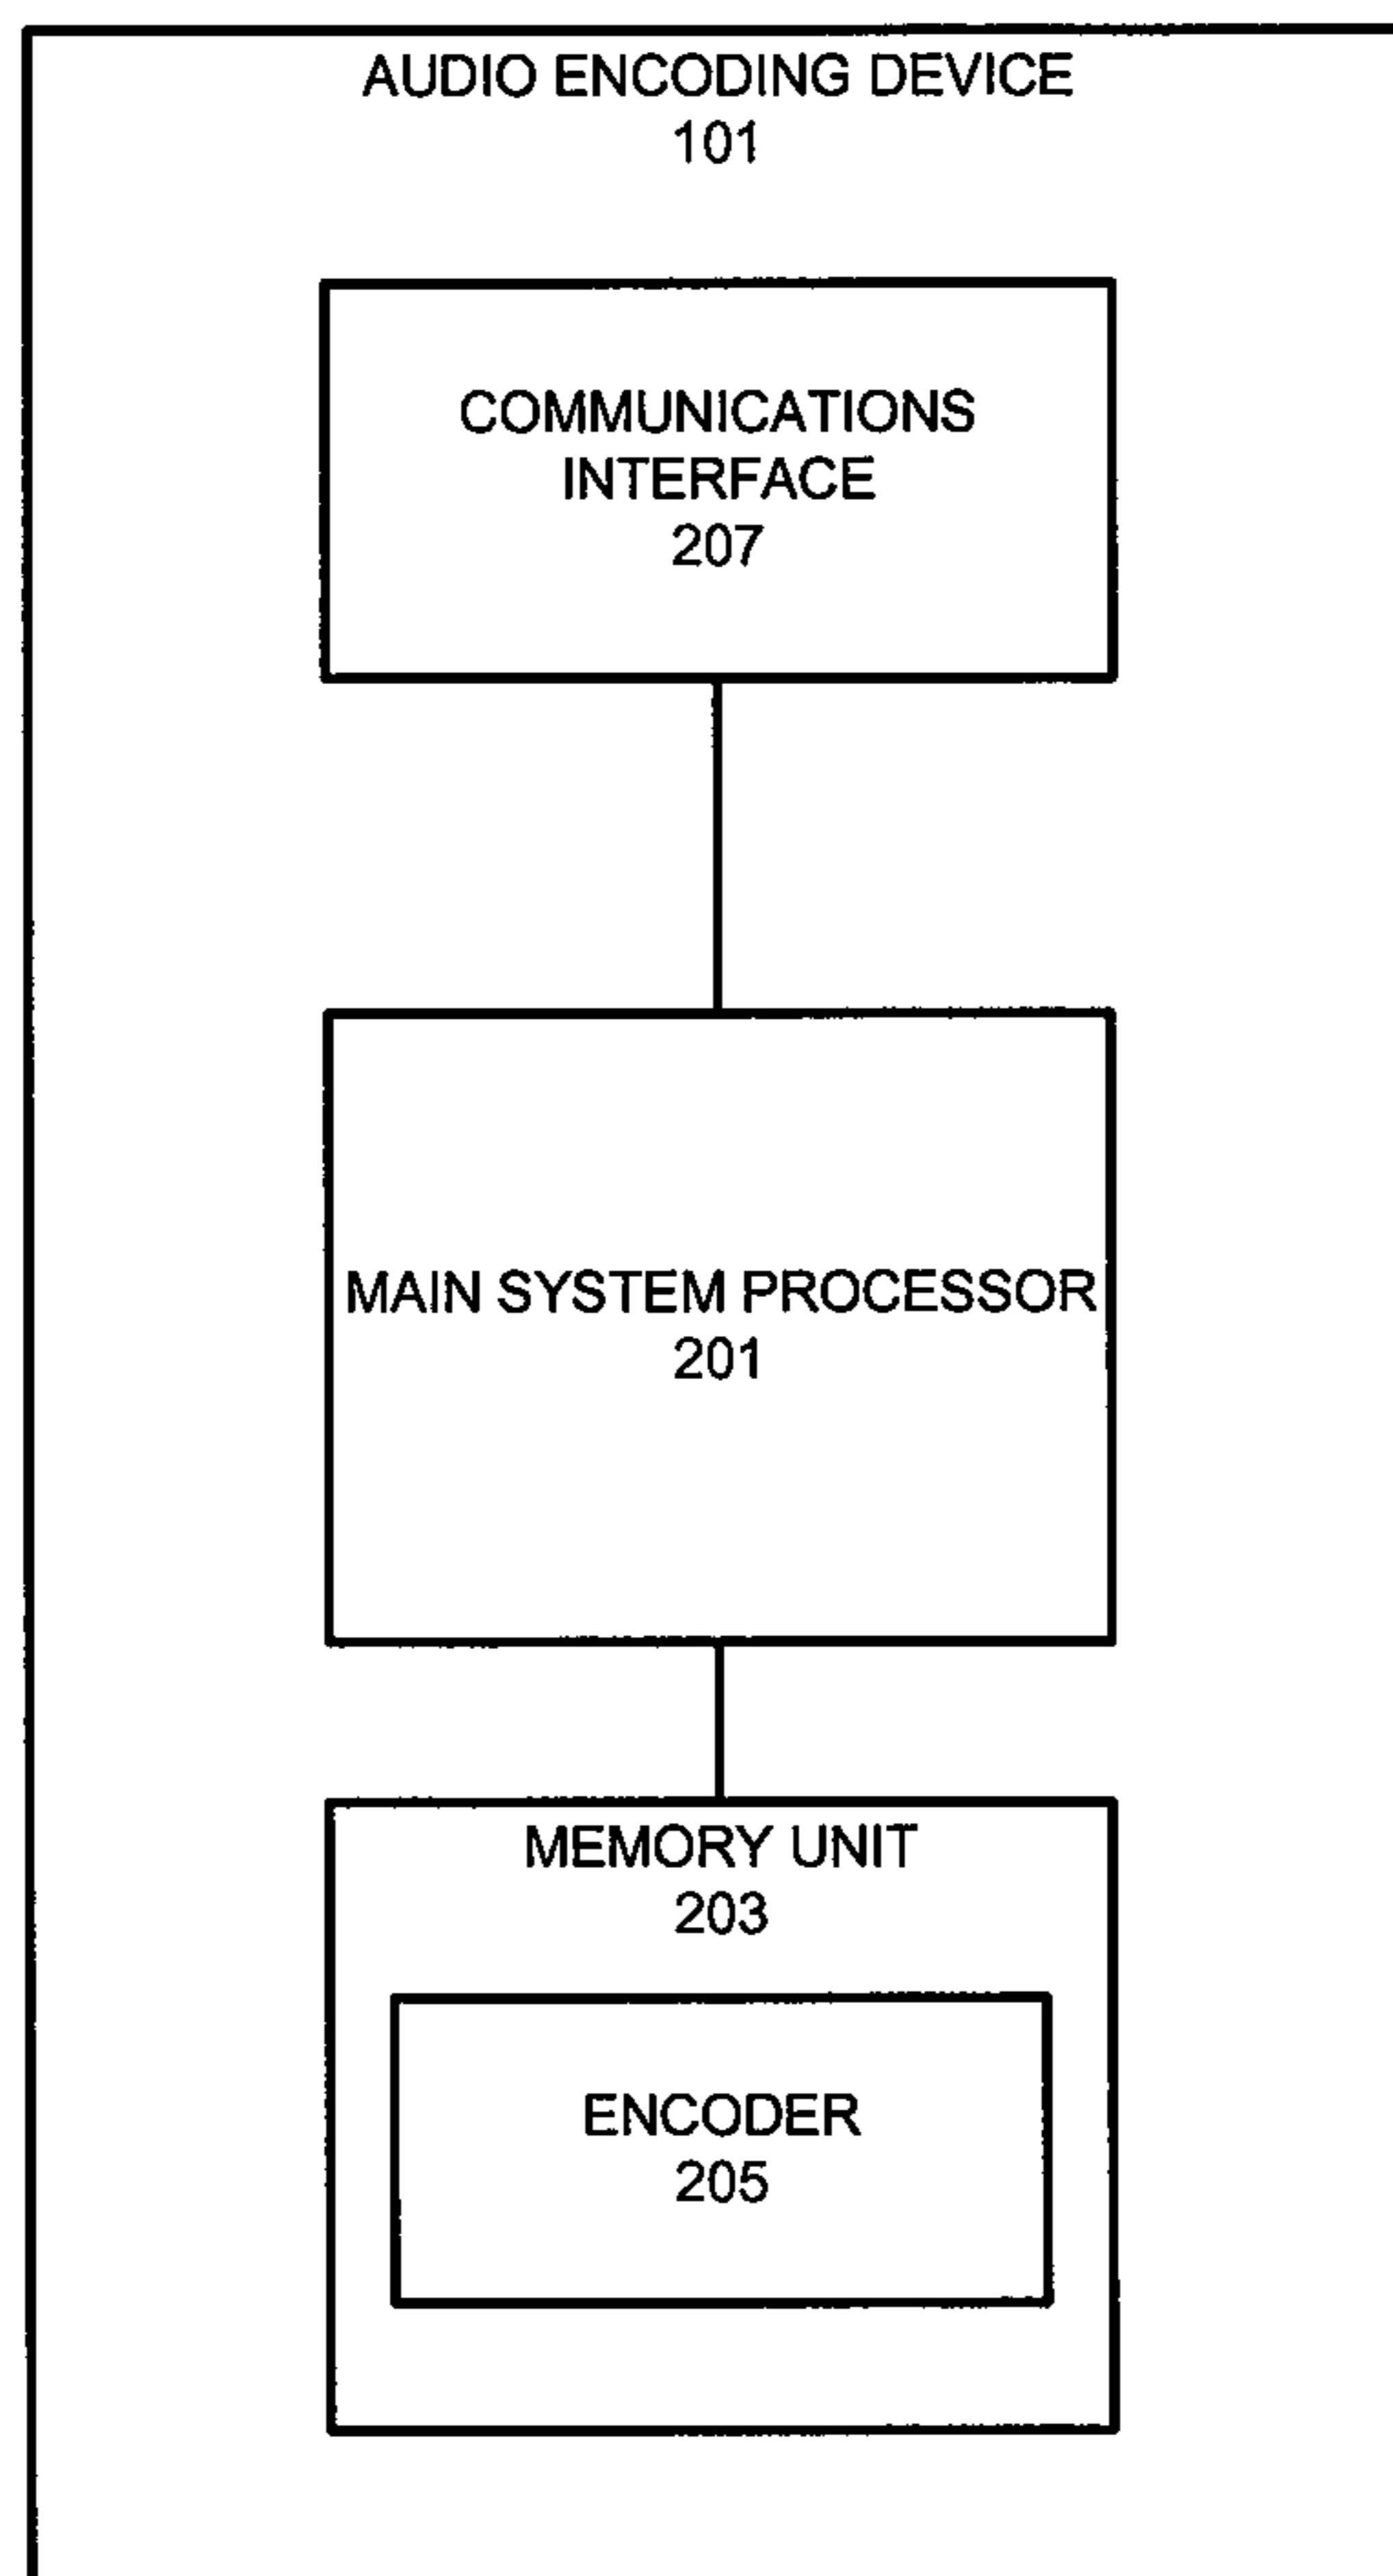 AUDIO ENCODING DEVICE
101
COMMUNICATIONS
INTERFACE
207
MAIN SYSTEM PROCESSOR
201
MEMORY UNIT
203
ENCODER
205